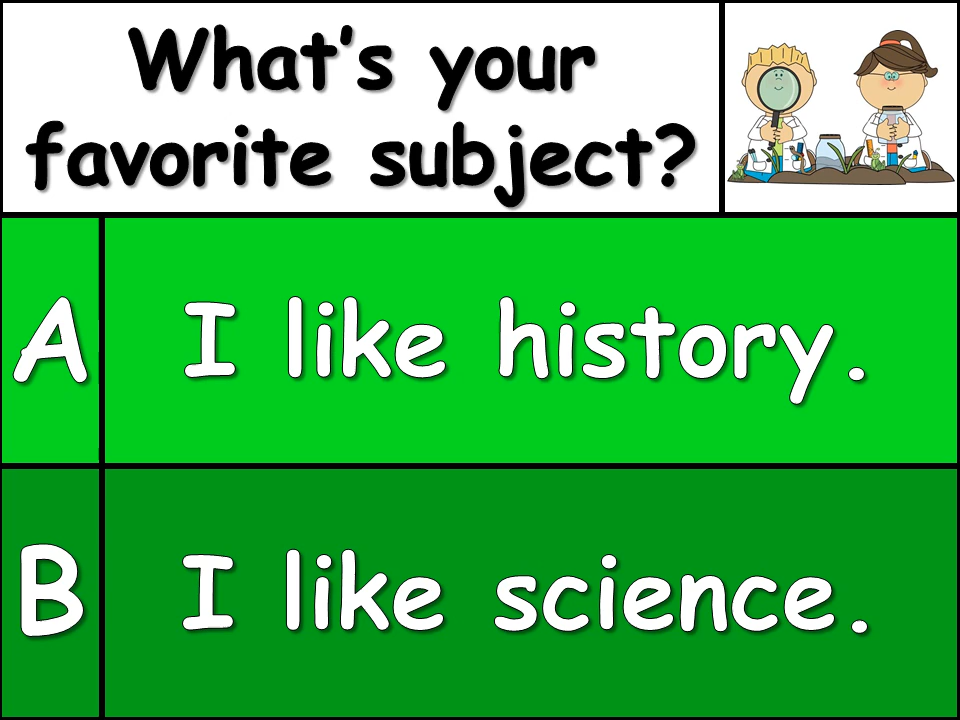 What's your
favorite subject?
A
I like history.
B
I like science.